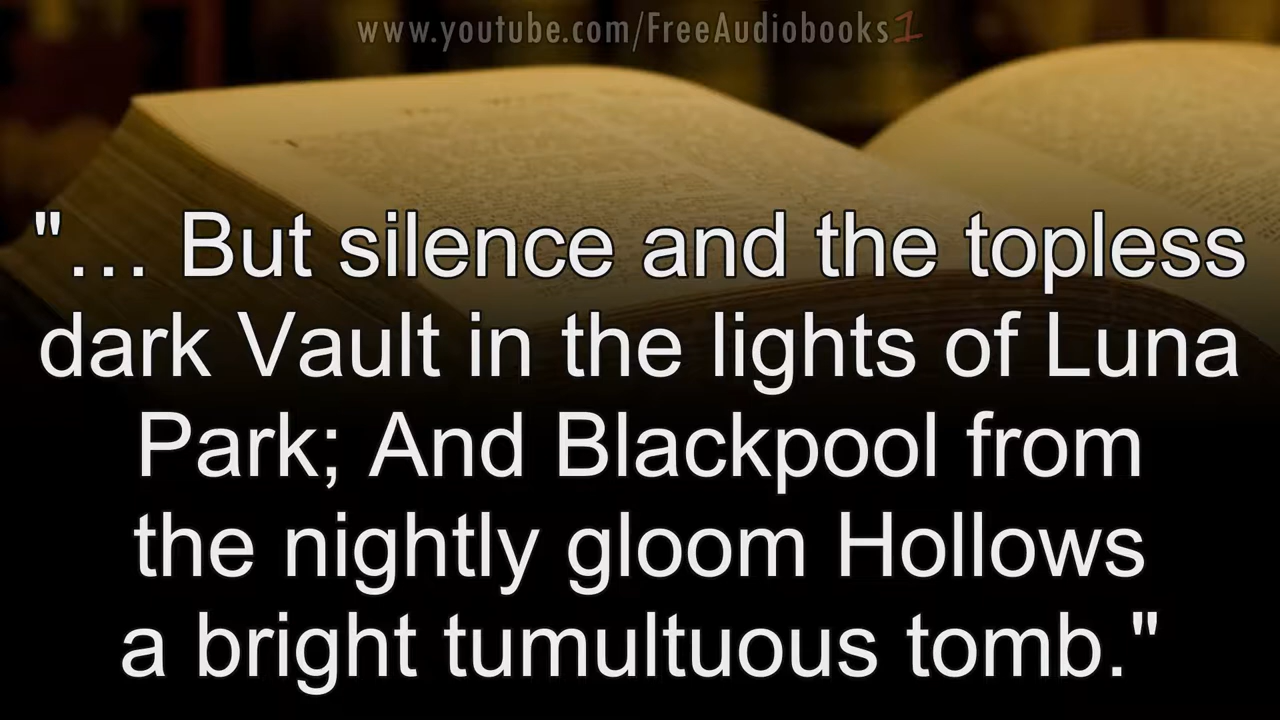 www.youtube.com/FreeAudiobooks1
"… But silence and the topless
dark Vault in the lights of Luna
Park; And Blackpool from
the nightly gloom Hollows
a bright tumultuous tomb."